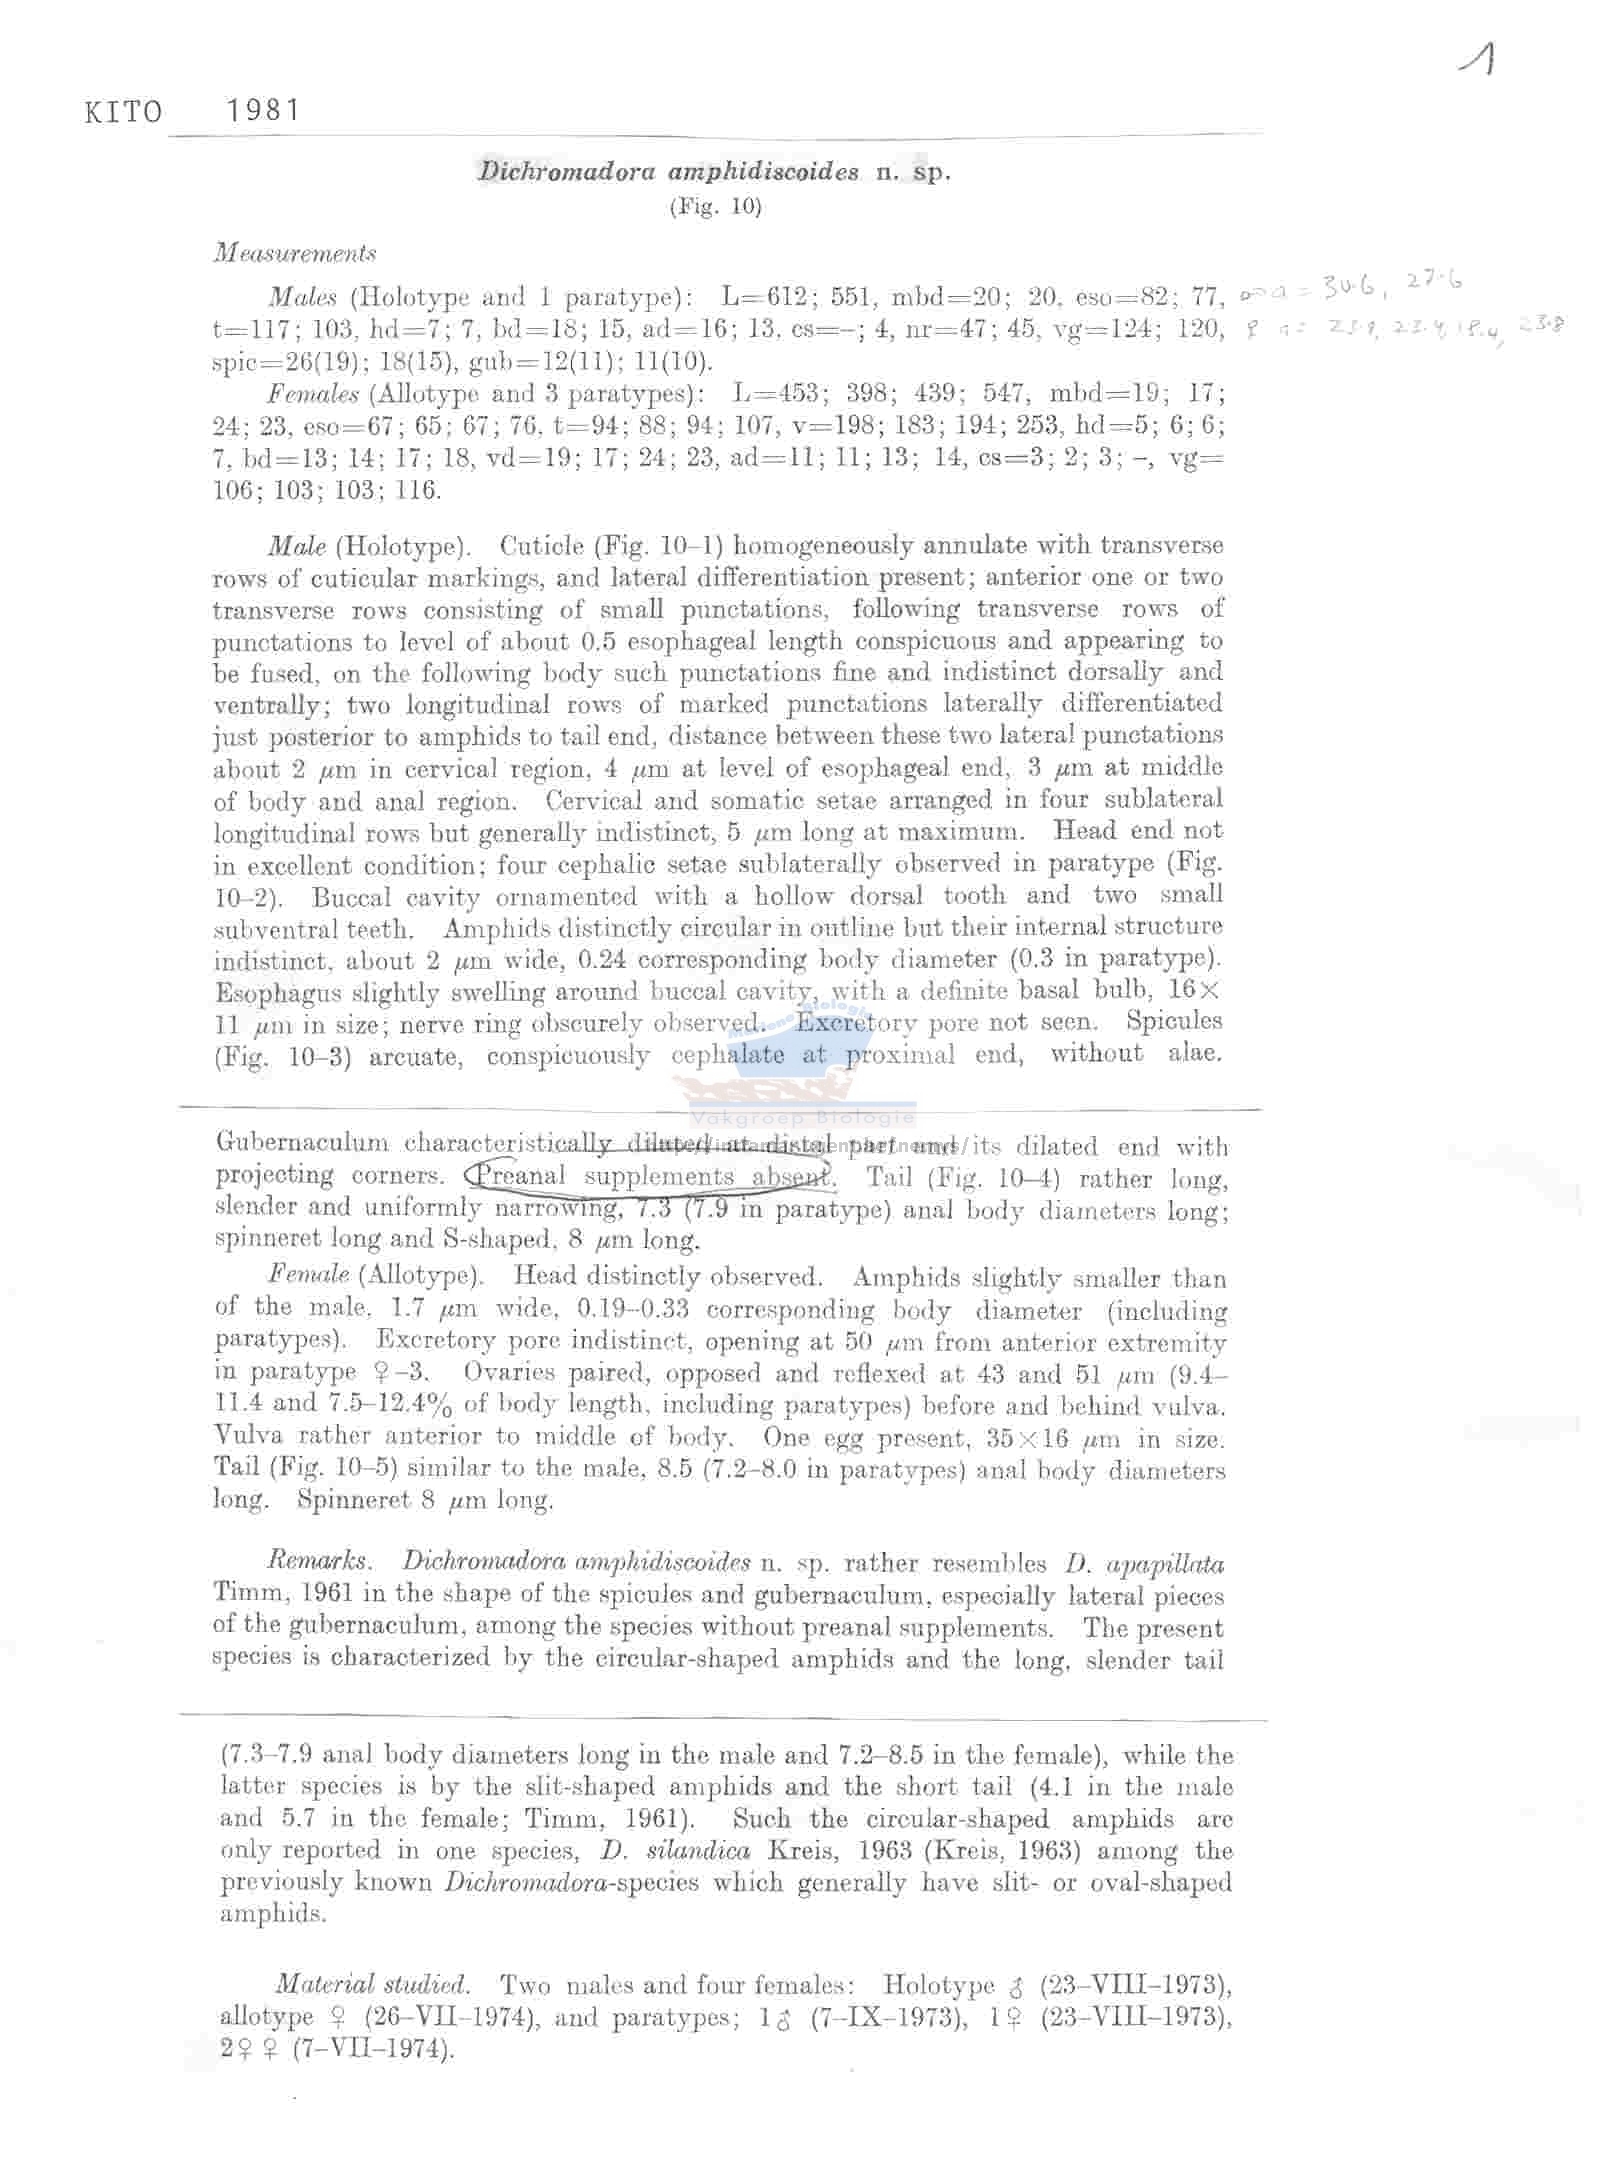 1
KITO 1981
Dichromadora amphidiscoides n. sp.
(Fig. 10)
Measurements
Males (Holotype and 1 paratype): L=612; 551, mbd=20; 20, eso=82; 77, a = 30.6, 27.6
t=117; 103, hd=7; 7, bd=18; 15, ad=16; 13, cs=–; 4, nr=47; 45, vg=124; 120, ♀ a= 23.8, 23.4, 18.4, 23.8
spic=26(19); 18(15), gub=12(11); 11(10).
Females (Allotype and 3 paratypes): L=453; 398; 439; 547, mbd=19; 17;
24; 23, eso=67; 65; 67; 76, t=94; 88; 94; 107, v=198; 183; 194; 253, hd=5; 6; 6;
7, bd=13; 14; 17; 18, vd=19; 17; 24; 23, ad=11; 11; 13; 14, cs=3; 2; 3; –, vg=
106; 103; 103; 116.
Male (Holotype). Cuticle (Fig. 10–1) homogeneously annulate with transverse
rows of cuticular markings, and lateral differentiation present; anterior one or two
transverse rows consisting of small punctations, following transverse rows of
punctations to level of about 0.5 esophageal length conspicuous and appearing to
be fused, on the following body such punctations fine and indistinct dorsally and
ventrally; two longitudinal rows of marked punctations laterally differentiated
just posterior to amphids to tail end, distance between these two lateral punctations
about 2 μm in cervical region, 4 μm at level of esophageal end, 3 μm at middle
of body and anal region. Cervical and somatic setae arranged in four sublateral
longitudinal rows but generally indistinct, 5 μm long at maximum. Head end not
in excellent condition; four cephalic setae sublaterally observed in paratype (Fig.
10–2). Buccal cavity ornamented with a hollow dorsal tooth and two small
subventral teeth. Amphids distinctly circular in outline but their internal structure
indistinct, about 2 μm wide, 0.24 corresponding body diameter (0.3 in paratype).
Esophagus slightly swelling around buccal cavity, with a definite basal bulb, 16×
11 μm in size; nerve ring obscurely observed. Excretory pore not seen. Spicules
(Fig. 10–3) arcuate, conspicuously cephalate at proximal end, without alae.
Mariene Biologie
Vakgroep Biologie
Gubernaculum characteristically dilated at distal part and its dilated end with
projecting corners. Preanal supplements absent. Tail (Fig. 10–4) rather long,
slender and uniformly narrowing, 7.3 (7.9 in paratype) anal body diameters long;
spinneret long and S-shaped, 8 μm long.
Female (Allotype). Head distinctly observed. Amphids slightly smaller than
of the male, 1.7 μm wide, 0.19–0.33 corresponding body diameter (including
paratypes). Excretory pore indistinct, opening at 50 μm from anterior extremity
in paratype ♀–3. Ovaries paired, opposed and reflexed at 43 and 51 μm (9.4–
11.4 and 7.5–12.4% of body length, including paratypes) before and behind vulva.
Vulva rather anterior to middle of body. One egg present, 35×16 μm in size.
Tail (Fig. 10–5) similar to the male, 8.5 (7.2–8.0 in paratypes) anal body diameters
long. Spinneret 8 μm long.
Remarks. Dichromadora amphidiscoides n. sp. rather resembles D. apapillata
Timm, 1961 in the shape of the spicules and gubernaculum, especially lateral pieces
of the gubernaculum, among the species without preanal supplements. The present
species is characterized by the circular-shaped amphids and the long, slender tail
(7.3–7.9 anal body diameters long in the male and 7.2–8.5 in the female), while the
latter species is by the slit-shaped amphids and the short tail (4.1 in the male
and 5.7 in the female; Timm, 1961). Such the circular-shaped amphids are
only reported in one species, D. silandica Kreis, 1963 (Kreis, 1963) among the
previously known Dichromadora-species which generally have slit- or oval-shaped
amphids.
Material studied. Two males and four females: Holotype ♂ (23–VIII–1973),
allotype ♀ (26–VII–1974), and paratypes; 1♂ (7–IX–1973), 1♀ (23–VIII–1973),
2♀♀ (7–VII–1974).